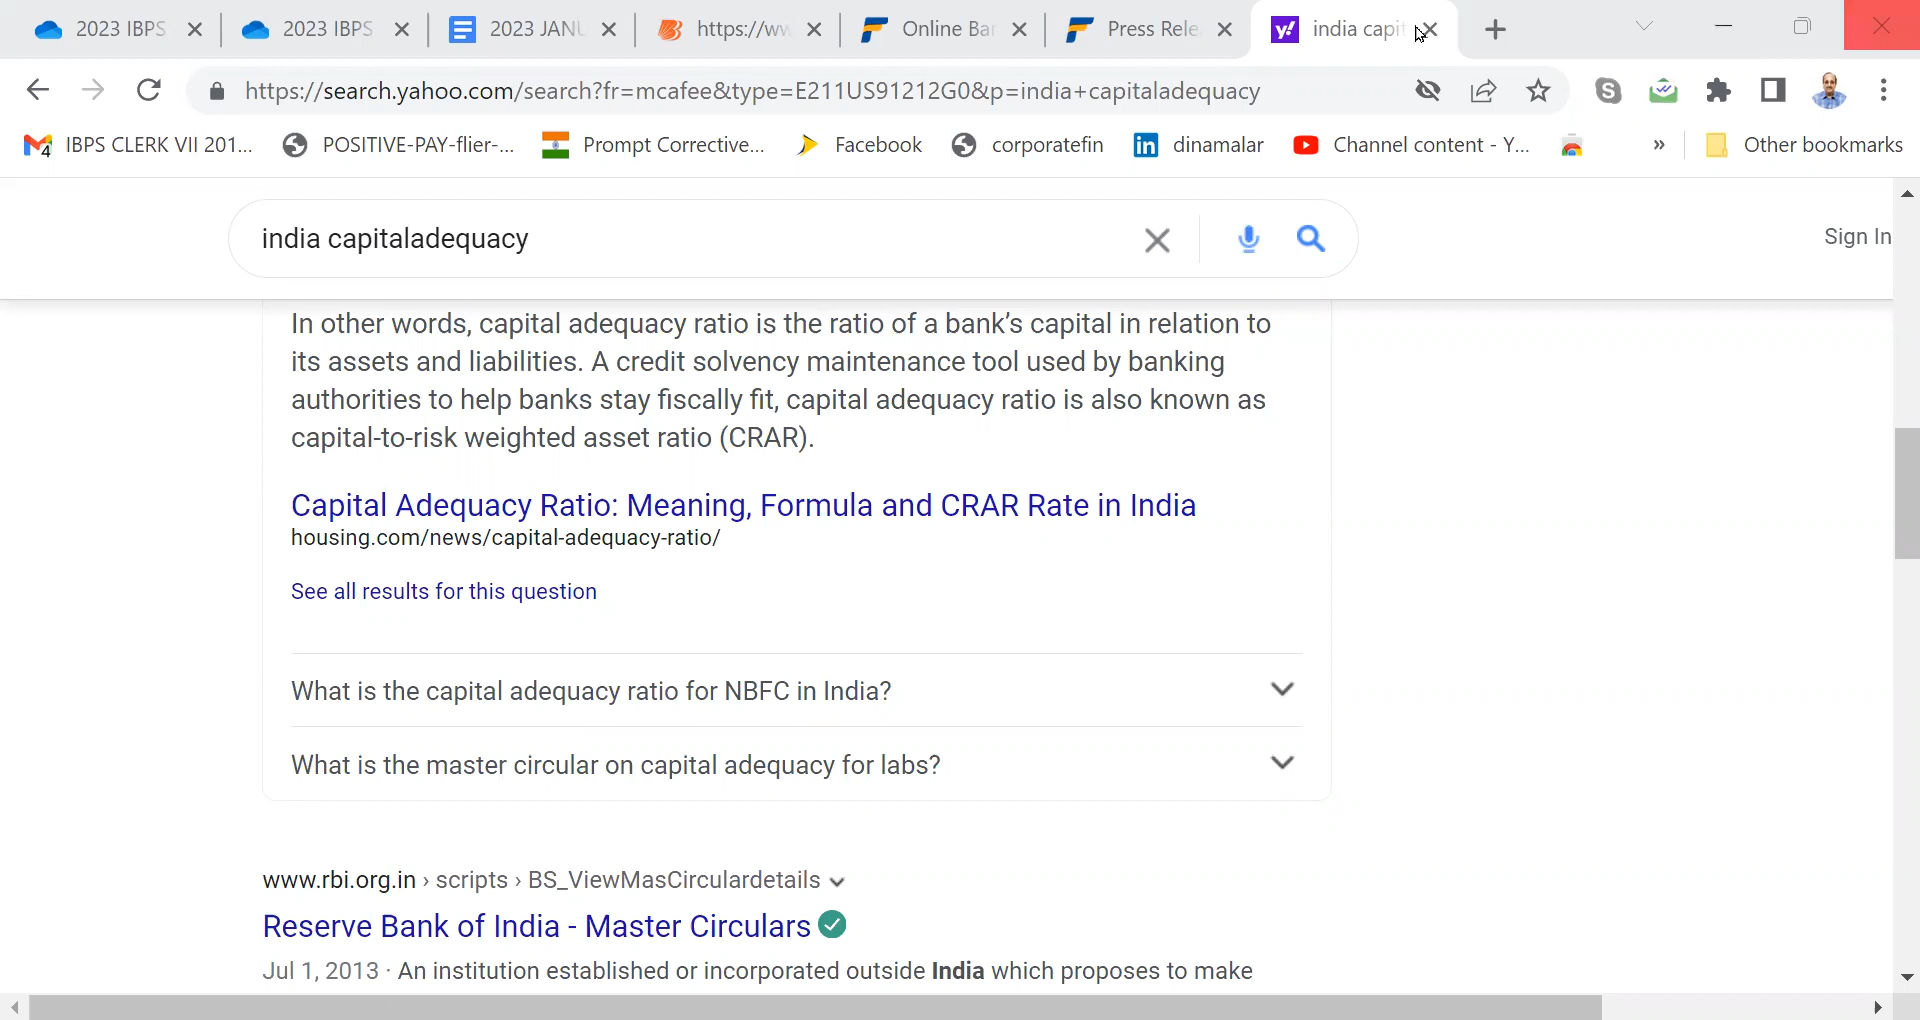 2023 IBPS
2023 IBPS
2023 JANU
https://ww
Online Ban
Press Rele
india capit
https://search.yahoo.com/search?fr=mcafee&type=E211US91212G0&p=india+capitaladequacy
IBPS CLERK VII 201...
POSITIVE-PAY-flier-...
Prompt Corrective...
Facebook
corporatefin
dinamalar
Channel content - Y...
»
Other bookmarks
india capitaladequacy
Sign In
In other words, capital adequacy ratio is the ratio of a bank's capital in relation to
its assets and liabilities. A credit solvency maintenance tool used by banking
authorities to help banks stay fiscally fit, capital adequacy ratio is also known as
capital-to-risk weighted asset ratio (CRAR).
Capital Adequacy Ratio: Meaning, Formula and CRAR Rate in India
housing.com/news/capital-adequacy-ratio/
See all results for this question
What is the capital adequacy ratio for NBFC in India?
What is the master circular on capital adequacy for labs?
www.rbi.org.in › scripts › BS_ViewMasCirculardetails
Reserve Bank of India - Master Circulars
Jul 1, 2013 · An institution established or incorporated outside India which proposes to make